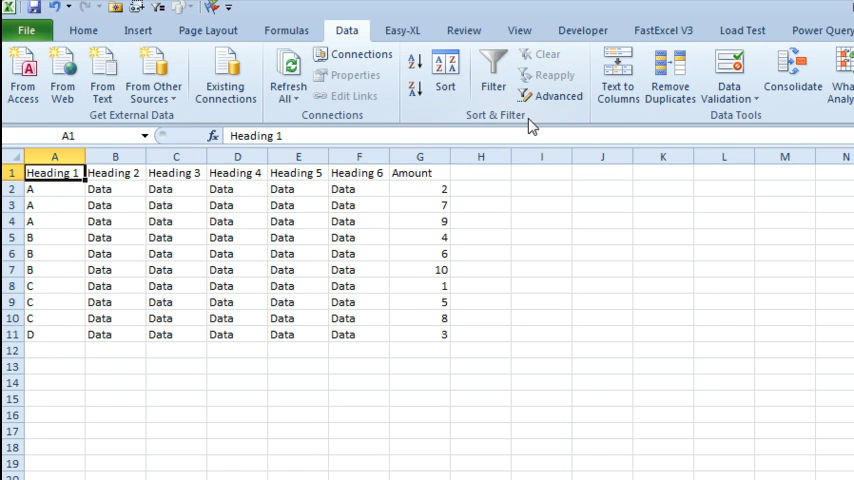 File Home Insert Page Layout Formulas Data Easy-XL Review View Developer FastExcel V3 Load Test Power Query
From Access
From Web
From Text
From Other Sources
Existing Connections
Get External Data
Refresh All
Connections
Properties
Edit Links
Connections
Sort
Filter
Clear
Reapply
Advanced
Sort & Filter
Text to Columns
Remove Duplicates
Data Validation
Consolidate
Wha
Analy
Data Tools
A1 fx Heading 1
A B C D E F G H I J K L M N
1 Heading 1 Heading 2 Heading 3 Heading 4 Heading 5 Heading 6 Amount
2 A Data Data Data Data Data 2
3 A Data Data Data Data Data 7
4 A Data Data Data Data Data 9
5 B Data Data Data Data Data 4
6 B Data Data Data Data Data 6
7 B Data Data Data Data Data 10
8 C Data Data Data Data Data 1
9 C Data Data Data Data Data 5
10 C Data Data Data Data Data 8
11 D Data Data Data Data Data 3
12
13
14
15
16
17
18
19